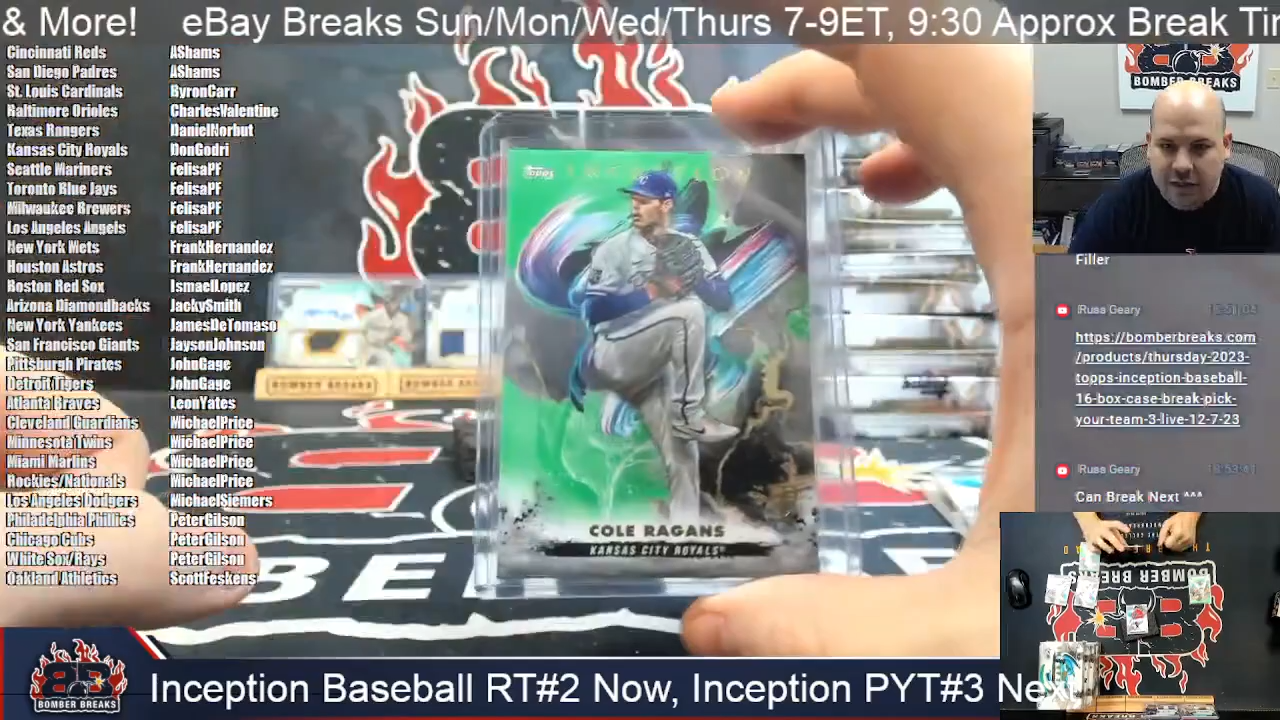 & More! eBay Breaks Sun/Mon/Wed/Thurs 7-9ET, 9:30 Approx Break Tim
Cincinnati Reds AShams
San Diego Padres AShams
St. Louis Cardinals ByronCarr
Baltimore Orioles CharlesValentine
Texas Rangers DanielNorbut
Kansas City Royals DonGodri
Seattle Mariners FelisaPF
Toronto Blue Jays FelisaPF
Milwaukee Brewers FelisaPF
Los Angeles Angels FelisaPF
New York Mets FrankHernandez
Houston Astros FrankHernandez
Boston Red Sox IsmaelLopez
Arizona Diamondbacks JackySmith
New York Yankees JamesDeTomaso
San Francisco Giants JaysonJohnson
Pittsburgh Pirates JohnGage
Detroit Tigers JohnGage
Atlanta Braves LeonYates
Cleveland Guardians MichaelPrice
Minnesota Twins MichaelPrice
Miami Marlins MichaelPrice
Rockies/Nationals MichaelPrice
Los Angeles Dodgers MichaelSiemers
Philadelphia Phillies PeterGilson
Chicago Cubs PeterGilson
White Sox/Rays PeterGilson
Oakland Athletics ScottFeskens
Topps
INCEPTION
COLE RAGANS
KANSAS CITY ROYALS
BOMBER BREAKS
BOMBER BREAKS
Filler
Russ Geary
https://bomberbreaks.com
/products/thursday-2023-
topps-inception-baseball-
16-box-case-break-pick-
your-team-3-live-12-7-23
Russ Geary
Can Break Next ^^^
BOMBER BREAKS
BOMBER BREAKS
Inception Baseball RT#2 Now, Inception PYT#3 Next